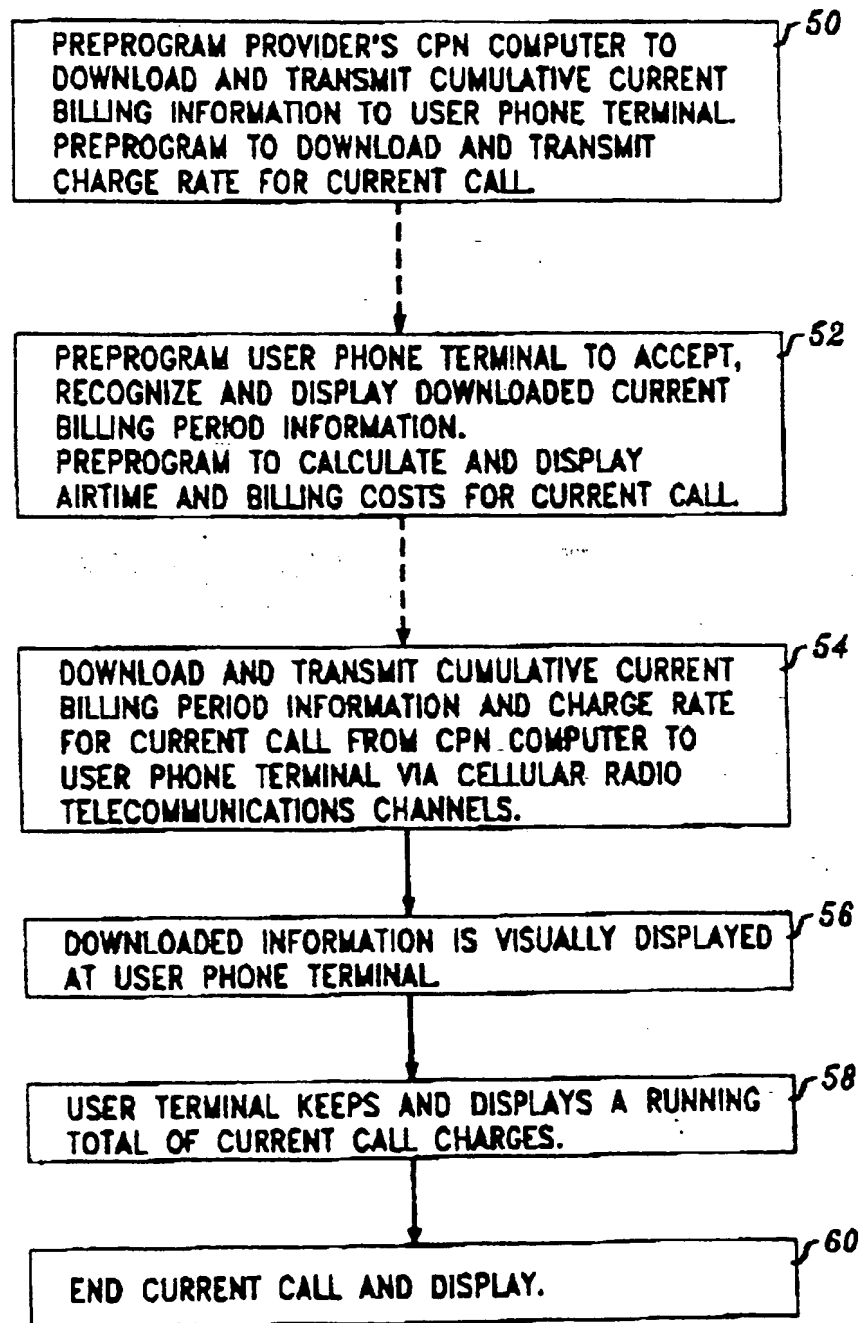 50
PREPROGRAM PROVIDER'S CPN COMPUTER TO
DOWNLOAD AND TRANSMIT CUMULATIVE CURRENT
BILLING INFORMATION TO USER PHONE TERMINAL.
PREPROGRAM TO DOWNLOAD AND TRANSMIT
CHARGE RATE FOR CURRENT CALL.
52
PREPROGRAM USER PHONE TERMINAL TO ACCEPT,
RECOGNIZE AND DISPLAY DOWNLOADED CURRENT
BILLING PERIOD INFORMATION.
PREPROGRAM TO CALCULATE AND DISPLAY
AIRTIME AND BILLING COSTS FOR CURRENT CALL.
54
DOWNLOAD AND TRANSMIT CUMULATIVE CURRENT
BILLING PERIOD INFORMATION AND CHARGE RATE
FOR CURRENT CALL FROM CPN COMPUTER TO
USER PHONE TERMINAL VIA CELLULAR RADIO
TELECOMMUNICATIONS CHANNELS.
56
DOWNLOADED INFORMATION IS VISUALLY DISPLAYED
AT USER PHONE TERMINAL.
58
USER TERMINAL KEEPS AND DISPLAYS A RUNNING
TOTAL OF CURRENT CALL CHARGES.
60
END CURRENT CALL AND DISPLAY.